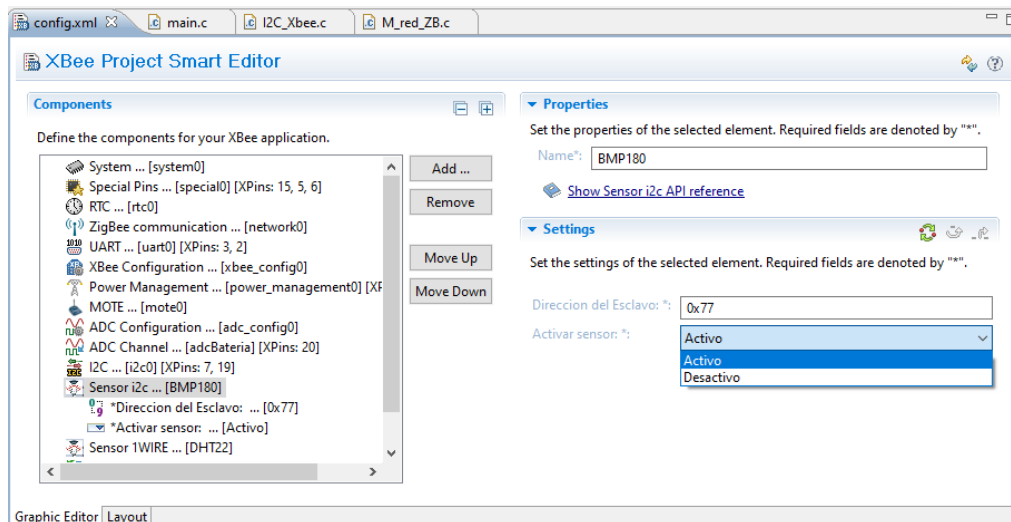 config.xml
main.c
I2C_Xbee.c
M_red_ZB.c
XBee Project Smart Editor
Components
Define the components for your XBee application.
System ... [system0]
Special Pins ... [special0] [XPins: 15, 5, 6]
RTC ... [rtc0]
ZigBee communication ... [network0]
UART ... [uart0] [XPins: 3, 2]
XBee Configuration ... [xbee_config0]
Power Management ... [power_management0] [XP
MOTE ... [mote0]
ADC Configuration ... [adc_config0]
ADC Channel ... [adcBateria] [XPins: 20]
I2C ... [i2c0] [XPins: 7, 19]
Sensor i2c ... [BMP180]
*Direccion del Esclavo: ... [0x77]
*Activar sensor: ... [Activo]
Sensor 1WIRE ... [DHT22]
Add ...
Remove
Move Up
Move Down
Properties
Set the properties of the selected element. Required fields are denoted by "*".
Name*: BMP180
Show Sensor i2c API reference
Settings
Set the settings of the selected element. Required fields are denoted by "*".
Direccion del Esclavo: *: 0x77
Activar sensor: *: Activo
Activo
Desactivo
Graphic Editor Layout